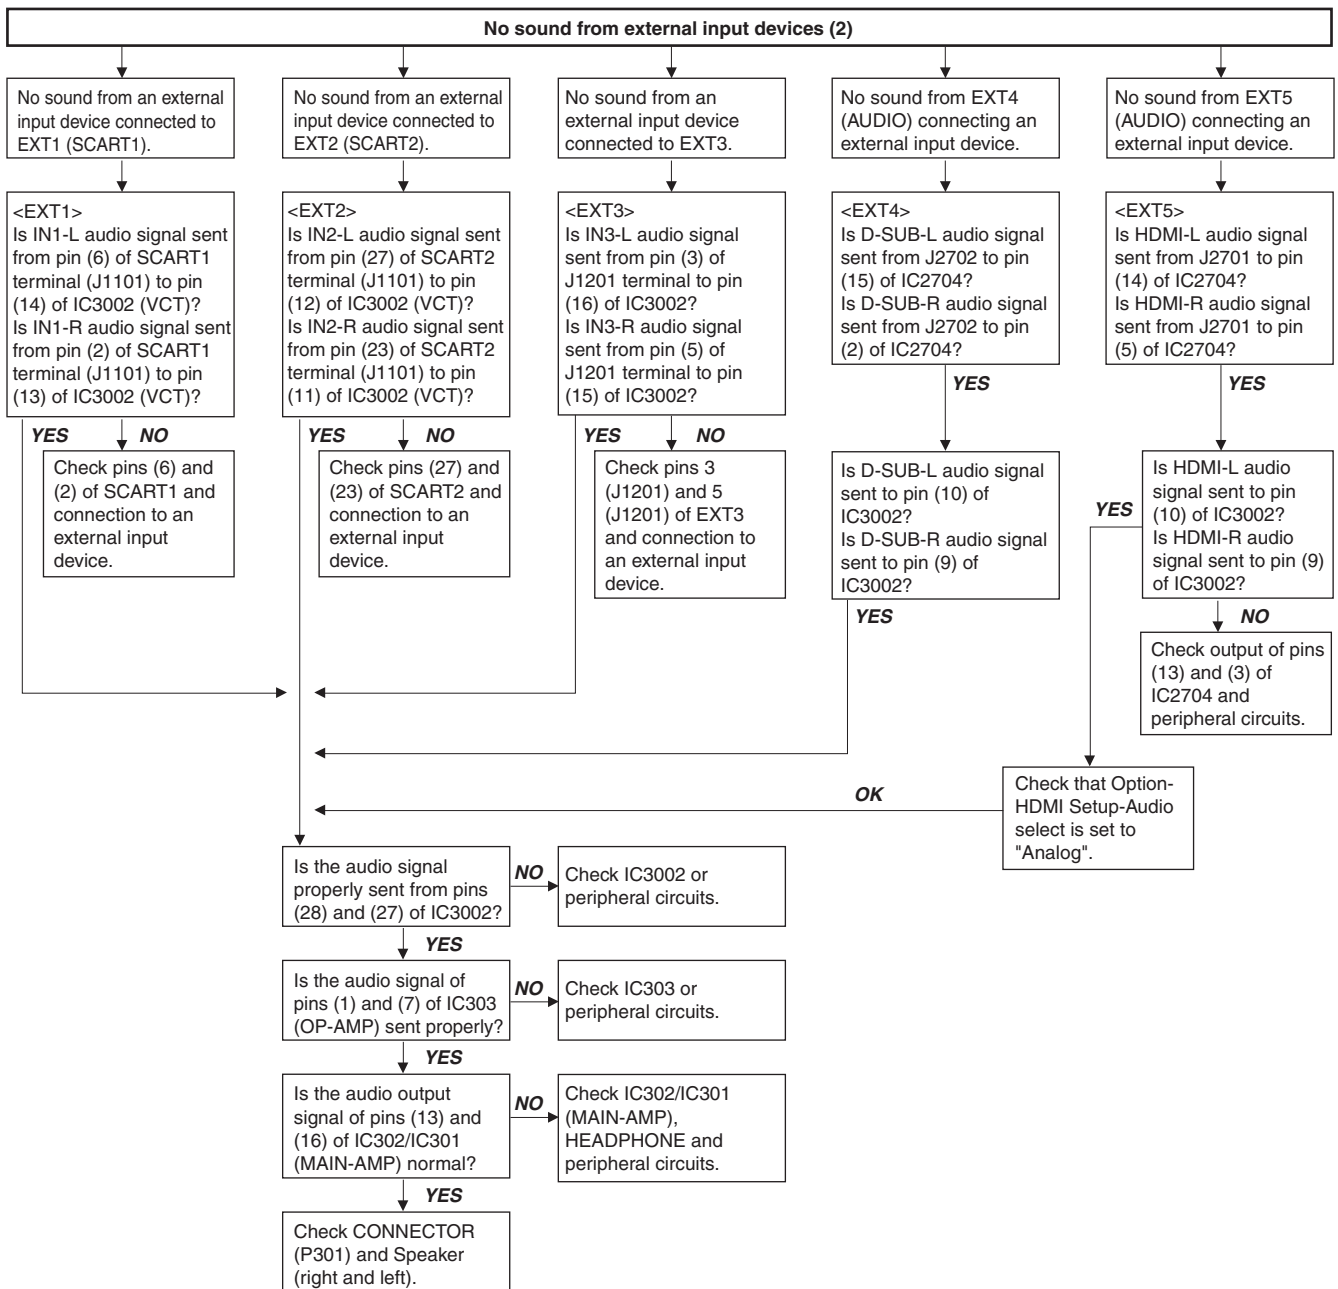 No sound from external input devices (2)
No sound from an external
input device connected to
EXT1 (SCART1).
No sound from an external
input device connected to
EXT2 (SCART2).
No sound from an
external input device
connected to EXT3.
No sound from EXT4
(AUDIO) connecting an
external input device.
No sound from EXT5
(AUDIO) connecting an
external input device.
<EXT1>
Is IN1-L audio signal sent
from pin (6) of SCART1
terminal (J1101) to pin
(14) of IC3002 (VCT)?
Is IN1-R audio signal sent
from pin (2) of SCART1
terminal (J1101) to pin
(13) of IC3002 (VCT)?
<EXT2>
Is IN2-L audio signal sent
from pin (27) of SCART2
terminal (J1101) to pin
(12) of IC3002 (VCT)?
Is IN2-R audio signal sent
from pin (23) of SCART2
terminal (J1101) to pin
(11) of IC3002 (VCT)?
<EXT3>
Is IN3-L audio signal
sent from pin (3) of
J1201 terminal to pin
(16) of IC3002?
Is IN3-R audio signal
sent from pin (5) of
J1201 terminal to pin
(15) of IC3002?
<EXT4>
Is D-SUB-L audio signal
sent from J2702 to pin
(15) of IC2704?
Is D-SUB-R audio signal
sent from J2702 to pin
(2) of IC2704?
<EXT5>
Is HDMI-L audio signal
sent from J2701 to pin
(14) of IC2704?
Is HDMI-R audio signal
sent from J2701 to pin
(5) of IC2704?
YES
YES
YES
NO
YES
NO
YES
NO
Check pins (6) and
(2) of SCART1 and
connection to an
external input
device.
Check pins (27) and
(23) of SCART2 and
connection to an
external input
device.
Check pins 3
(J1201) and 5
(J1201) of EXT3
and connection to
an external input
device.
Is D-SUB-L audio signal
sent to pin (10) of
IC3002?
Is D-SUB-R audio signal
sent to pin (9) of
IC3002?
YES
Is HDMI-L audio
signal sent to pin
(10) of IC3002?
Is HDMI-R audio
signal sent to pin (9)
of IC3002?
YES
NO
Check output of pins
(13) and (3) of
IC2704 and
peripheral circuits.
Check that Option-
HDMI Setup-Audio
select is set to
"Analog".
OK
Is the audio signal
properly sent from pins
(28) and (27) of IC3002?
NO
Check IC3002 or
peripheral circuits.
YES
Is the audio signal of
pins (1) and (7) of IC303
(OP-AMP) sent properly?
NO
Check IC303 or
peripheral circuits.
YES
Is the audio output
signal of pins (13) and
(16) of IC302/IC301
(MAIN-AMP) normal?
NO
Check IC302/IC301
(MAIN-AMP),
HEADPHONE and
peripheral circuits.
YES
Check CONNECTOR
(P301) and Speaker
(right and left).